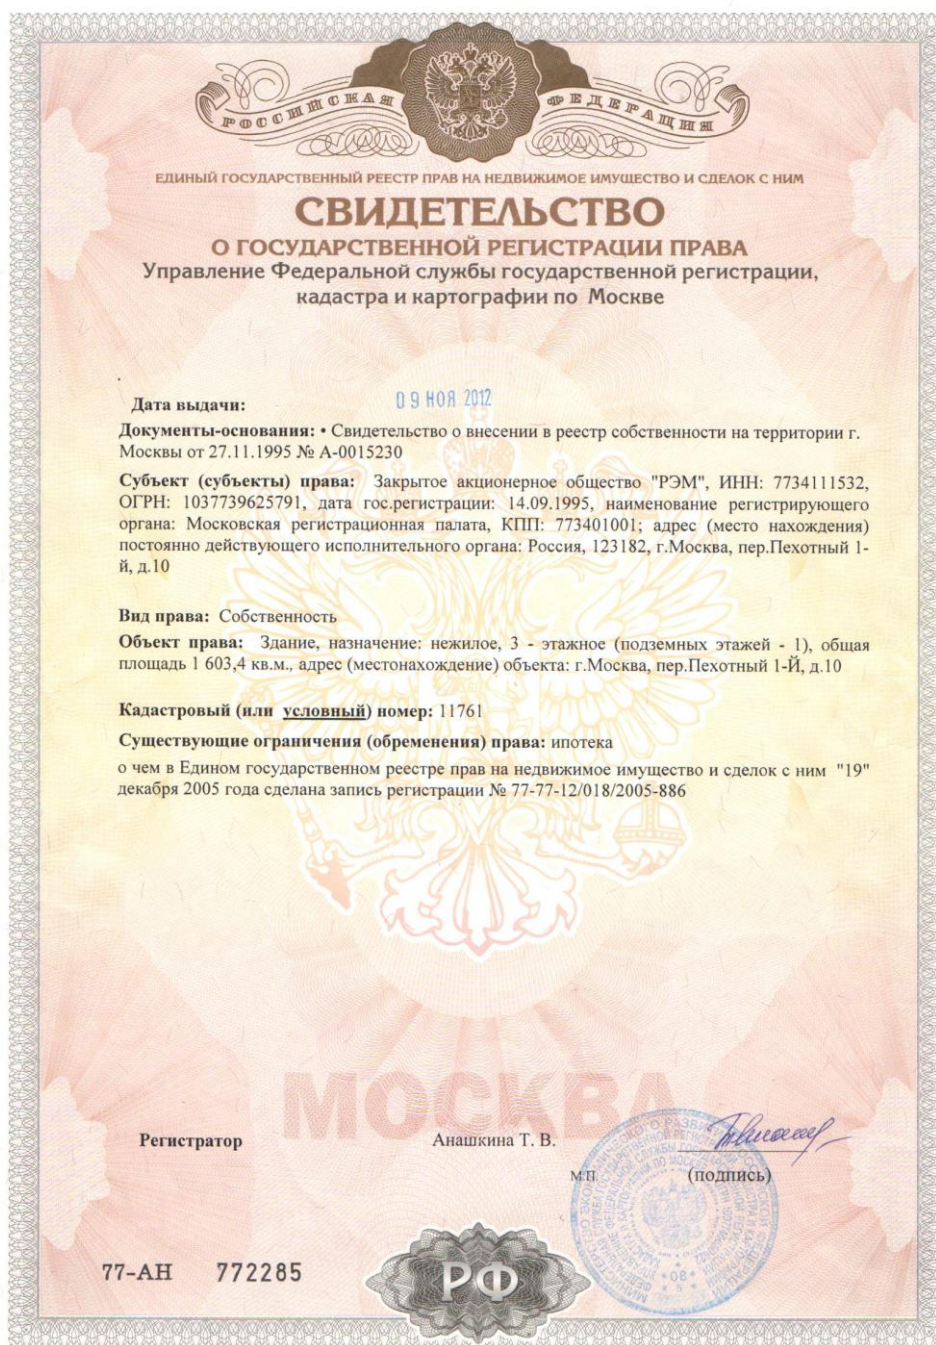 РОССИЙСКАЯ ФЕДЕРАЦИЯ
ЕДИНЫЙ ГОСУДАРСТВЕННЫЙ РЕЕСТР ПРАВ НА НЕДВИЖИМОЕ ИМУЩЕСТВО И СДЕЛОК С НИМ
СВИДЕТЕЛЬСТВО
О ГОСУДАРСТВЕННОЙ РЕГИСТРАЦИИ ПРАВА
Управление Федеральной службы государственной регистрации,
кадастра и картографии по Москве
Дата выдачи: 09 НОЯ 2012
Документы-основания: • Свидетельство о внесении в реестр собственности на территории г.
Москвы от 27.11.1995 № А-0015230
Субъект (субъекты) права: Закрытое акционерное общество "РЭМ", ИНН: 7734111532,
ОГРН: 1037739625791, дата гос.регистрации: 14.09.1995, наименование регистрирующего
органа: Московская регистрационная палата, КПП: 773401001; адрес (место нахождения)
постоянно действующего исполнительного органа: Россия, 123182, г.Москва, пер.Пехотный 1-
й, д.10
Вид права: Собственность
Объект права: Здание, назначение: нежилое, 3 - этажное (подземных этажей - 1), общая
площадь 1 603,4 кв.м., адрес (местонахождение) объекта: г.Москва, пер.Пехотный 1-Й, д.10
Кадастровый (или условный) номер: 11761
Существующие ограничения (обременения) права: ипотека
о чем в Едином государственном реестре прав на недвижимое имущество и сделок с ним "19"
декабря 2005 года сделана запись регистрации № 77-77-12/018/2005-886
МОСКВА
Регистратор Анашкина Т. В.
М.П. (подпись)
77-АН 772285
РФ